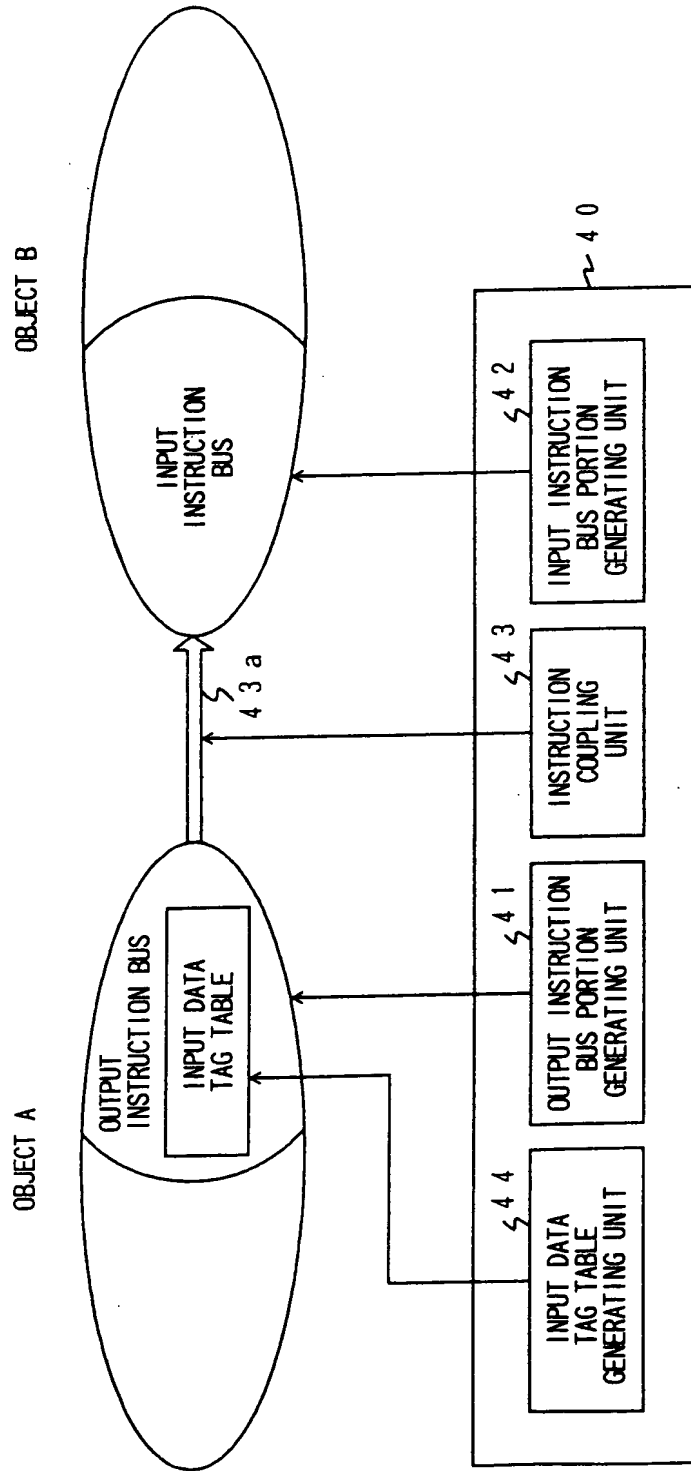 OBJECT A
OBJECT B
OUTPUT
INSTRUCTION BUS
INPUT DATA
TAG TABLE
INPUT
INSTRUCTION
BUS
43a
40
44
41
43
42
INPUT DATA
TAG TABLE
GENERATING UNIT
OUTPUT INSTRUCTION
BUS PORTION
GENERATING UNIT
INSTRUCTION
COUPLING
UNIT
INPUT INSTRUCTION
BUS PORTION
GENERATING UNIT